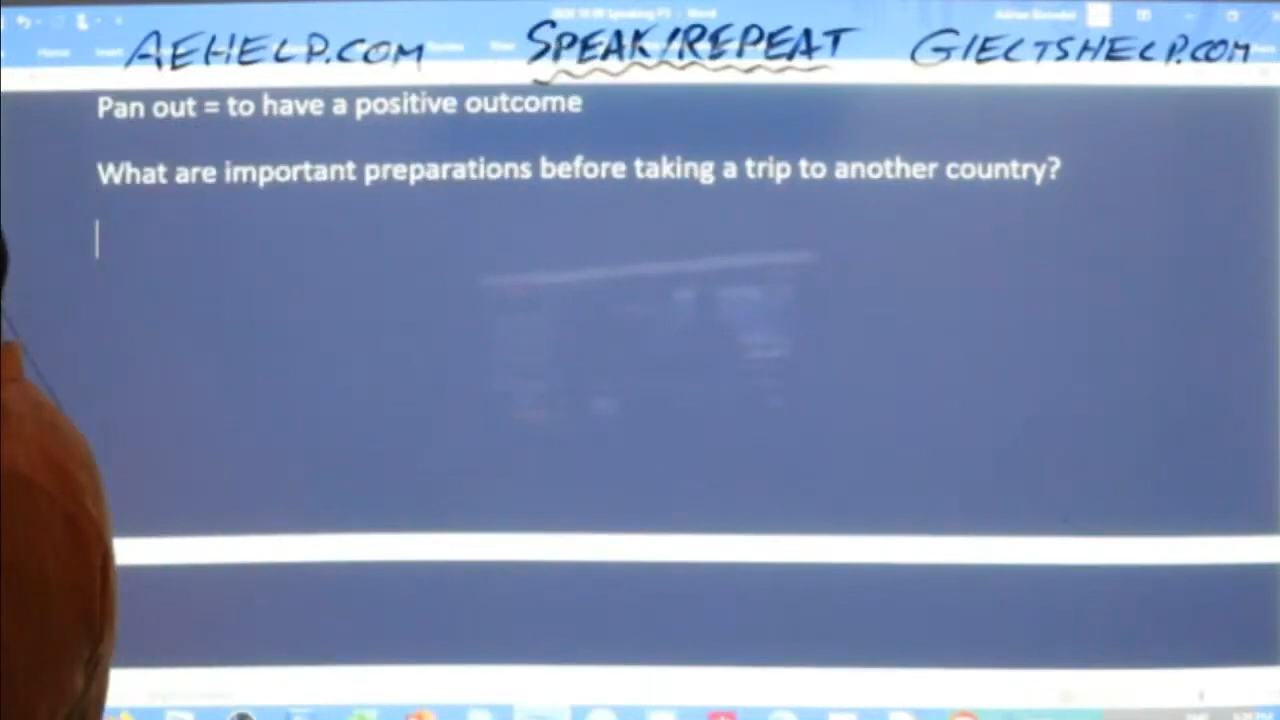 AEHELP.COM SPEAK/REPEAT GIELTSHELP.COM
Pan out = to have a positive outcome
What are important preparations before taking a trip to another country?